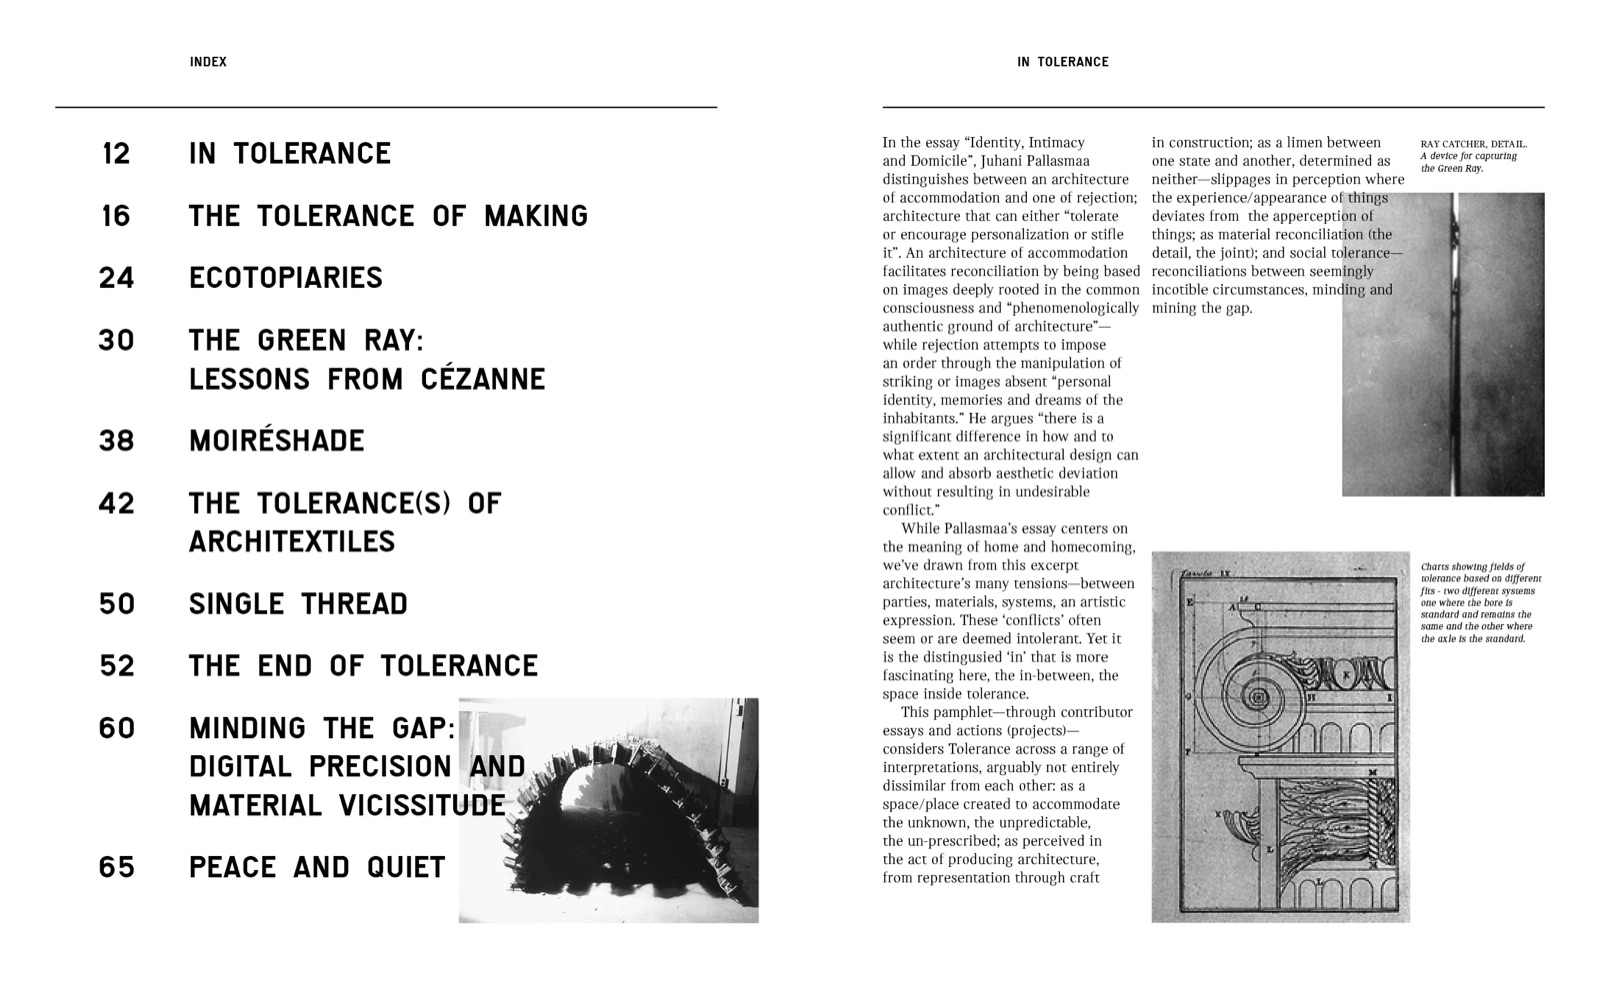 INDEX
12 IN TOLERANCE
16 THE TOLERANCE OF MAKING
24 ECOTOPIARIES
30 THE GREEN RAY:
LESSONS FROM CÉZANNE
38 MOIRÉSHADE
42 THE TOLERANCE(S) OF
ARCHITEXTILES
50 SINGLE THREAD
52 THE END OF TOLERANCE
60 MINDING THE GAP:
DIGITAL PRECISION AND
MATERIAL VICISSITUDE
65 PEACE AND QUIET
IN TOLERANCE
In the essay “Identity, Intimacy
and Domicile”, Juhani Pallasmaa
distinguishes between an architecture
of accommodation and one of rejection;
architecture that can either “tolerate
or encourage personalization or stifle
it”. An architecture of accommodation
facilitates reconciliation by being based
on images deeply rooted in the common
consciousness and “phenomenologically
authentic ground of architecture”—
while rejection attempts to impose
an order through the manipulation of
striking or images absent “personal
identity, memories and dreams of the
inhabitants.” He argues “there is a
significant difference in how and to
what extent an architectural design can
allow and absorb aesthetic deviation
without resulting in undesirable
conflict.”
While Pallasmaa’s essay centers on
the meaning of home and homecoming,
we’ve drawn from this excerpt
architecture’s many tensions—between
parties, materials, systems, an artistic
expression. These ‘conflicts’ often
seem or are deemed intolerant. Yet it
is the distingusied ‘in’ that is more
fascinating here, the in-between, the
space inside tolerance.
This pamphlet—through contributor
essays and actions (projects)—
considers Tolerance across a range of
interpretations, arguably not entirely
dissimilar from each other: as a
space/place created to accommodate
the unknown, the unpredictable,
the un-prescribed; as perceived in
the act of producing architecture,
from representation through craft
in construction; as a limen between
one state and another, determined as
neither—slippages in perception where
the experience/appearance of things
deviates from the apperception of
things; as material reconciliation (the
detail, the joint); and social tolerance—
reconciliations between seemingly
incotible circumstances, minding and
mining the gap.
RAY CATCHER, DETAIL.
A device for capturing
the Green Ray.
Charts showing fields of
tolerance based on different
fits - two different systems
one where the bore is
standard and remains the
same and the other where
the axle is the standard.
E
A C
K
G
H
I
F
M
X
L
N
L